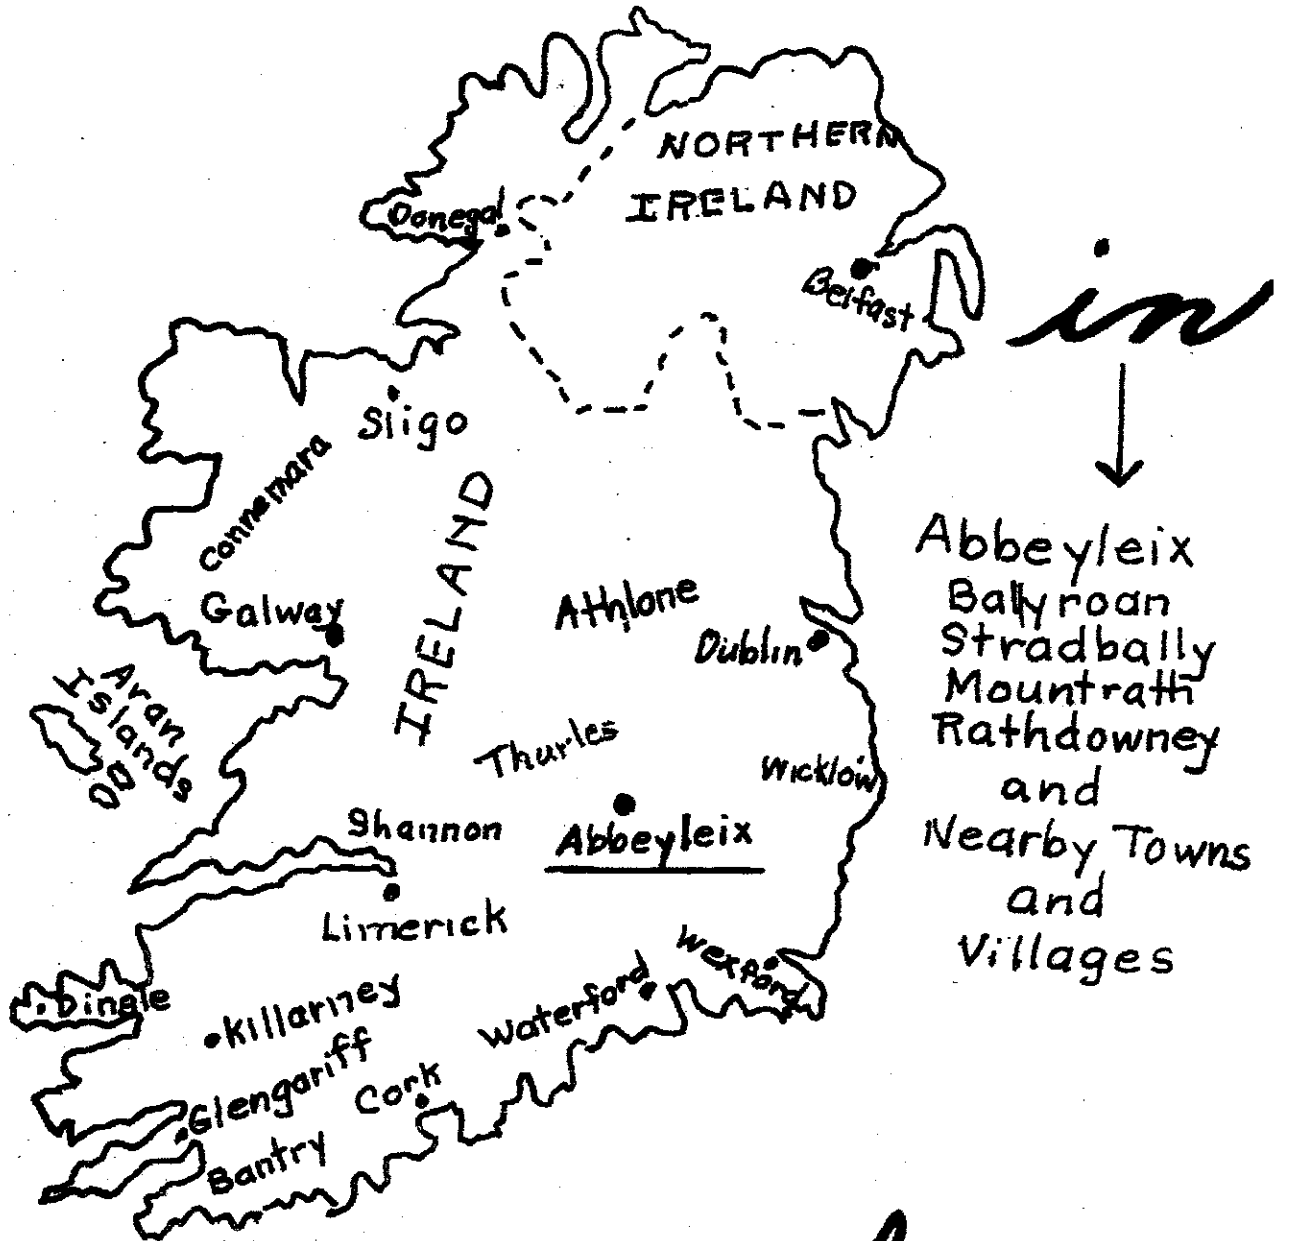 NORTHERN
IRELAND
Donegal
Belfast
in
Sligo
Connemara
IRELAND
Galway
Athlone
Dublin
Aran
Islands
Thurles
Wicklow
Shannon
Abbeyleix
Limerick
Wexford
Waterford
Dingle
Killarney
Glengariff
Cork
Bantry
Abbeyleix
Ballyroan
Stradbally
Mountrath
Rathdowney
and
Nearby Towns
and
Villages